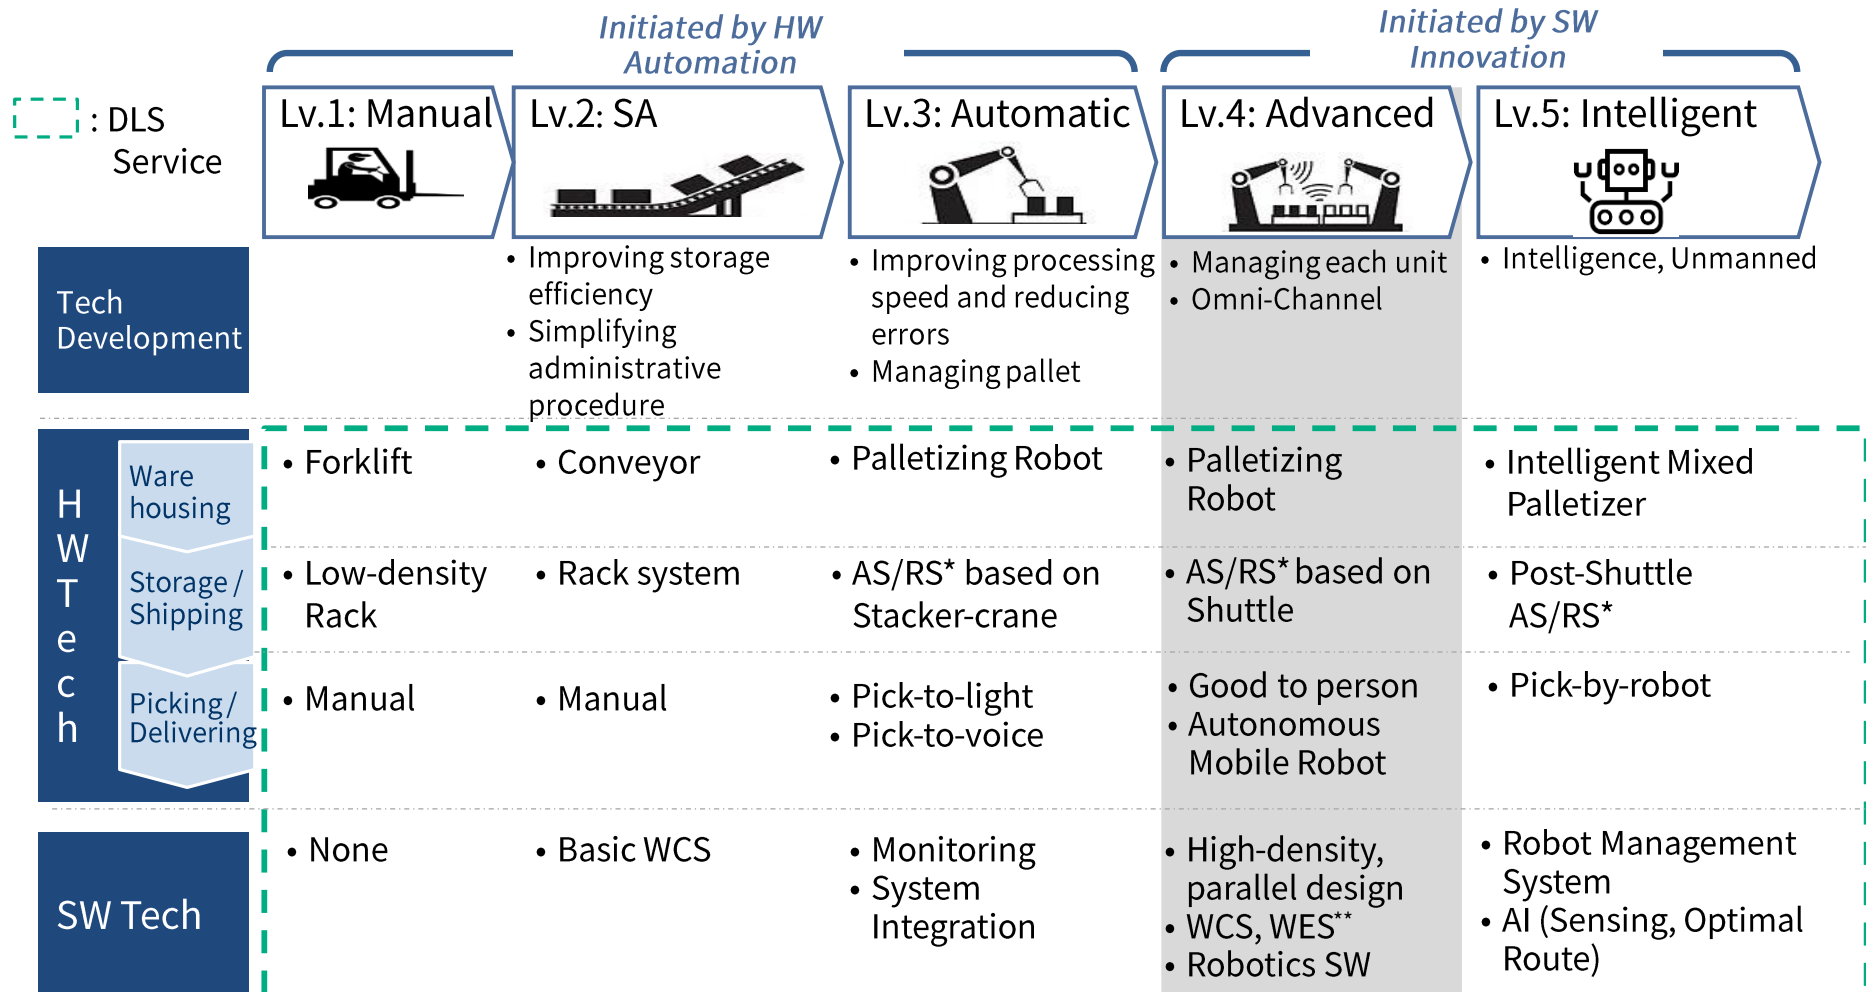 Initiated by HW
Automation
Initiated by SW
Innovation
: DLS
Service
Lv.1: Manual
Lv.2: SA
Lv.3: Automatic
Lv.4: Advanced
Lv.5: Intelligent
Tech
Development
• Improving storage
efficiency
• Simplifying
administrative
procedure
• Improving processing
speed and reducing
errors
• Managing pallet
• Managing each unit
• Omni-Channel
• Intelligence, Unmanned
H
W
T
e
c
h
Ware
housing
• Forklift
• Conveyor
• Palletizing Robot
• Palletizing
Robot
• Intelligent Mixed
Palletizer
Storage /
Shipping
• Low-density
Rack
• Rack system
• AS/RS* based on
Stacker-crane
• AS/RS* based on
Shuttle
• Post-Shuttle
AS/RS*
Picking /
Delivering
• Manual
• Manual
• Pick-to-light
• Pick-to-voice
• Good to person
• Autonomous
Mobile Robot
• Pick-by-robot
SW Tech
• None
• Basic WCS
• Monitoring
• System
Integration
• High-density,
parallel design
• WCS, WES**
• Robotics SW
• Robot Management
System
• AI (Sensing, Optimal
Route)